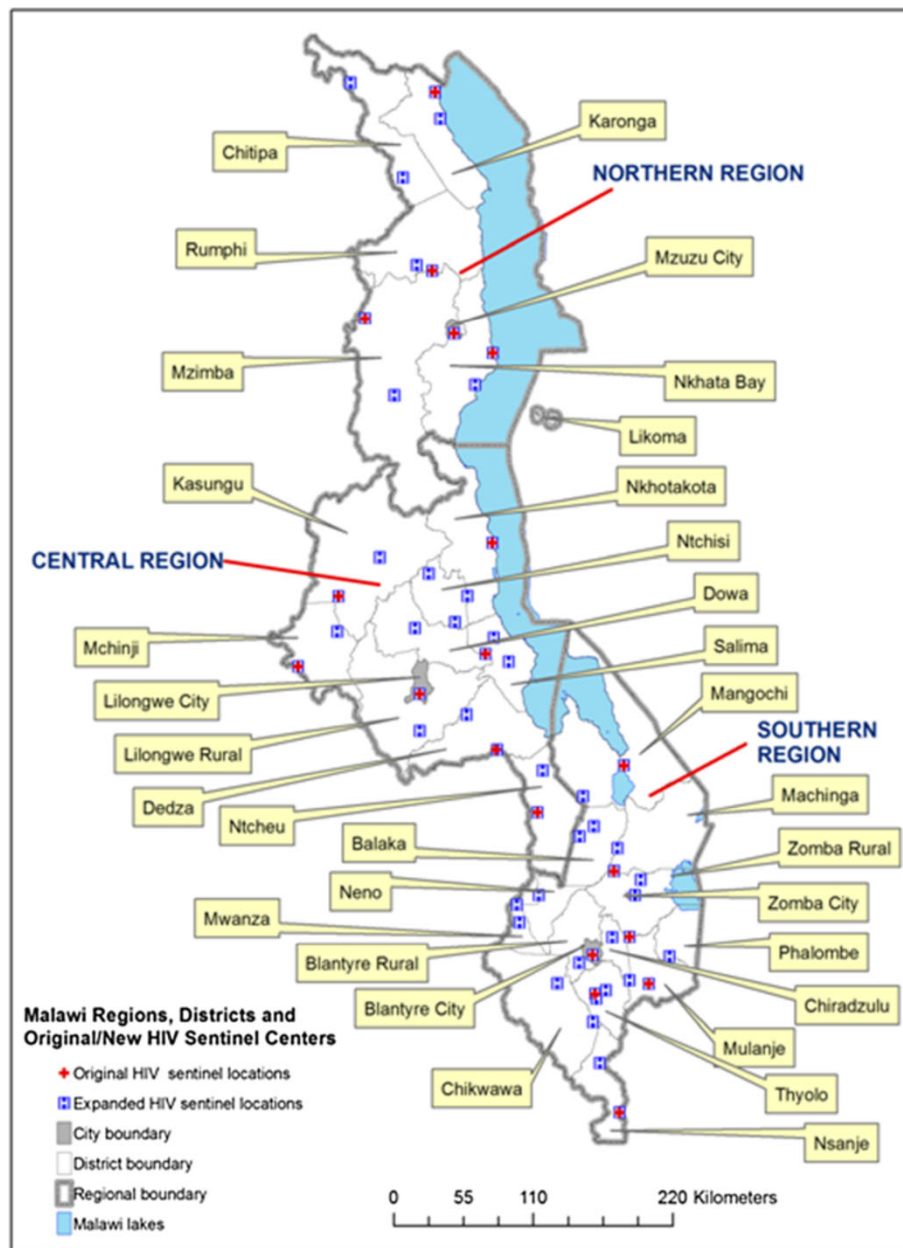 Karonga
Chitipa
NORTHERN REGION
Rumphi
Mzuzu City
Mzimba
Nkhata Bay
Likoma
Kasungu
Nkhotakota
Ntchisi
CENTRAL REGION
Dowa
Mchinji
Salima
Lilongwe City
Mangochi
SOUTHERN
REGION
Lilongwe Rural
Dedza
Machinga
Ntcheu
Balaka
Zomba Rural
Neno
Zomba City
Mwanza
Phalombe
Blantyre Rural
Blantyre City
Chiradzulu
Malawi Regions, Districts and
Original/New HIV Sentinel Centers
Mulanje
Original HIV sentinel locations
Chikwawa
Thyolo
Expanded HIV sentinel locations
City boundary
Nsanje
District boundary
Regional boundary
Malawi lakes
0 55 110 220 Kilometers